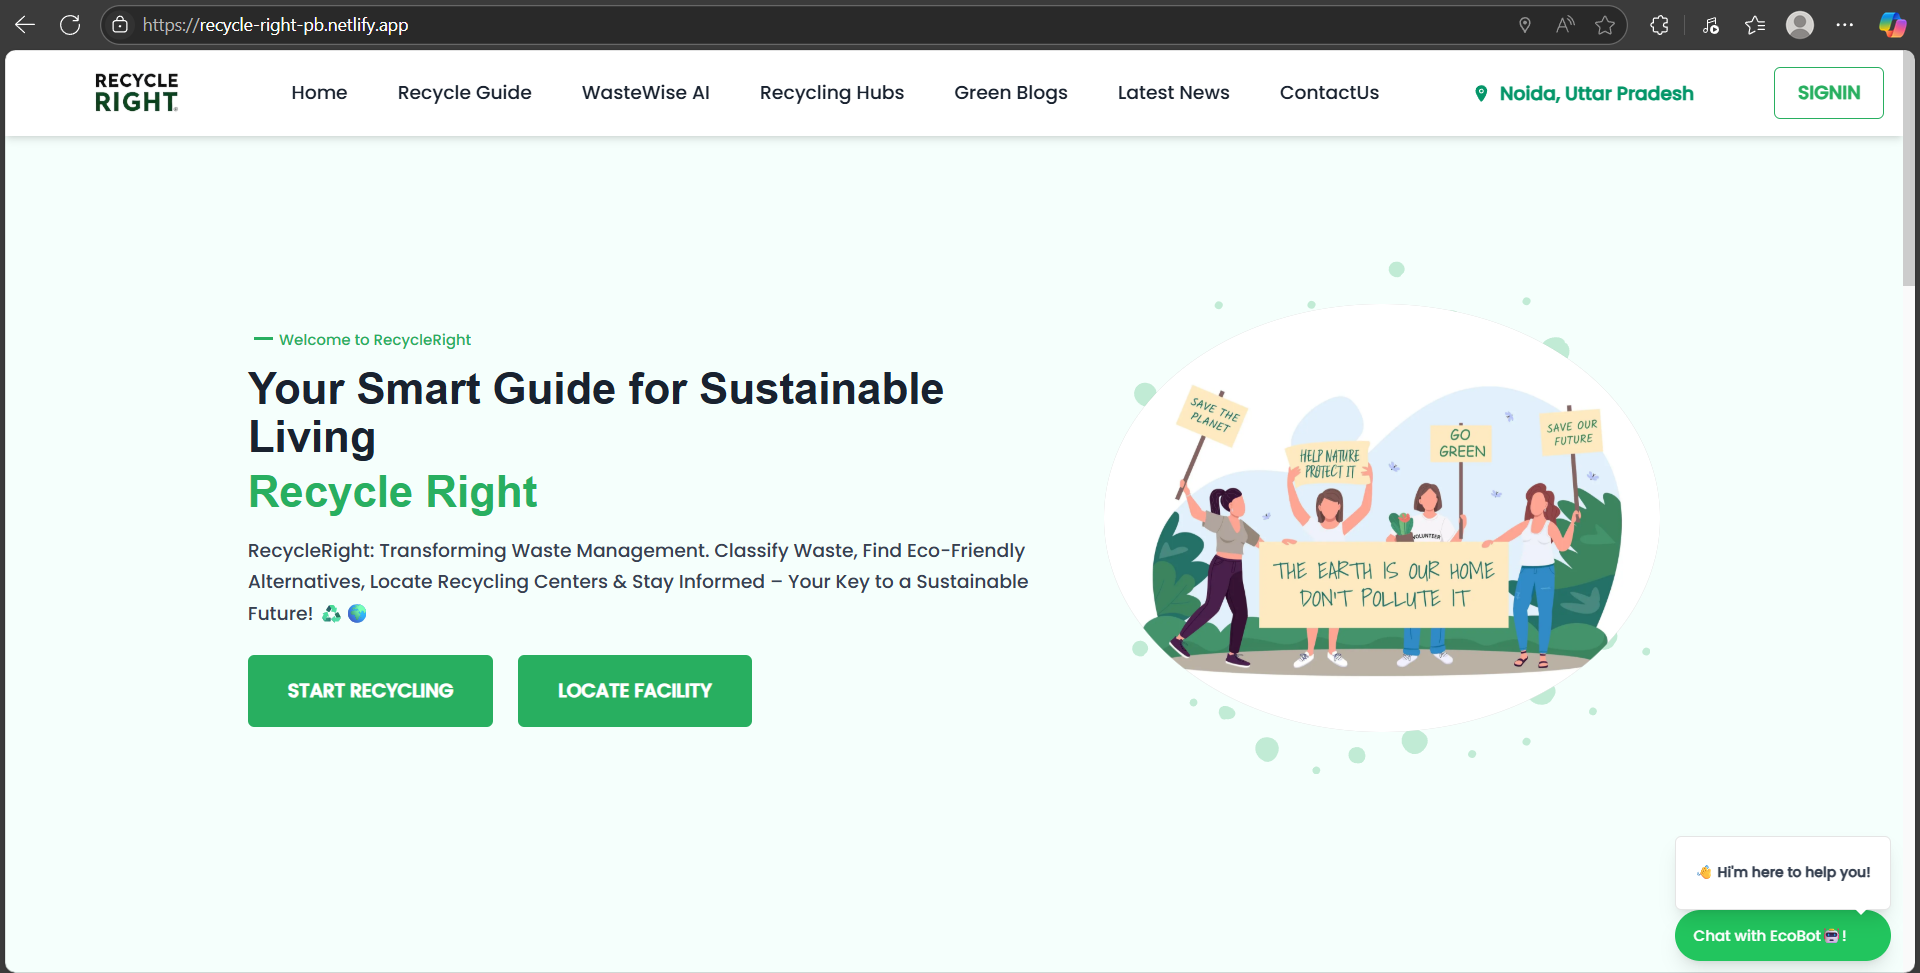 https://recycle-right-pb.netlify.app
RECYCLE
RIGHT
Home
Recycle Guide
WasteWise AI
Recycling Hubs
Green Blogs
Latest News
ContactUs
Noida, Uttar Pradesh
SIGNIN
Welcome to RecycleRight
Your Smart Guide for Sustainable
Living
Recycle Right
RecycleRight: Transforming Waste Management. Classify Waste, Find Eco-Friendly
Alternatives, Locate Recycling Centers & Stay Informed – Your Key to a Sustainable
Future! ♻️ 🌍
START RECYCLING
LOCATE FACILITY
SAVE THE
PLANET
HELP NATURE
PROTECT IT
GO
GREEN
SAVE OUR
FUTURE
VOLUNTEER
THE EARTH IS OUR HOME
DON'T POLLUTE IT
👋 Hi'm here to help you!
Chat with EcoBot🤖!